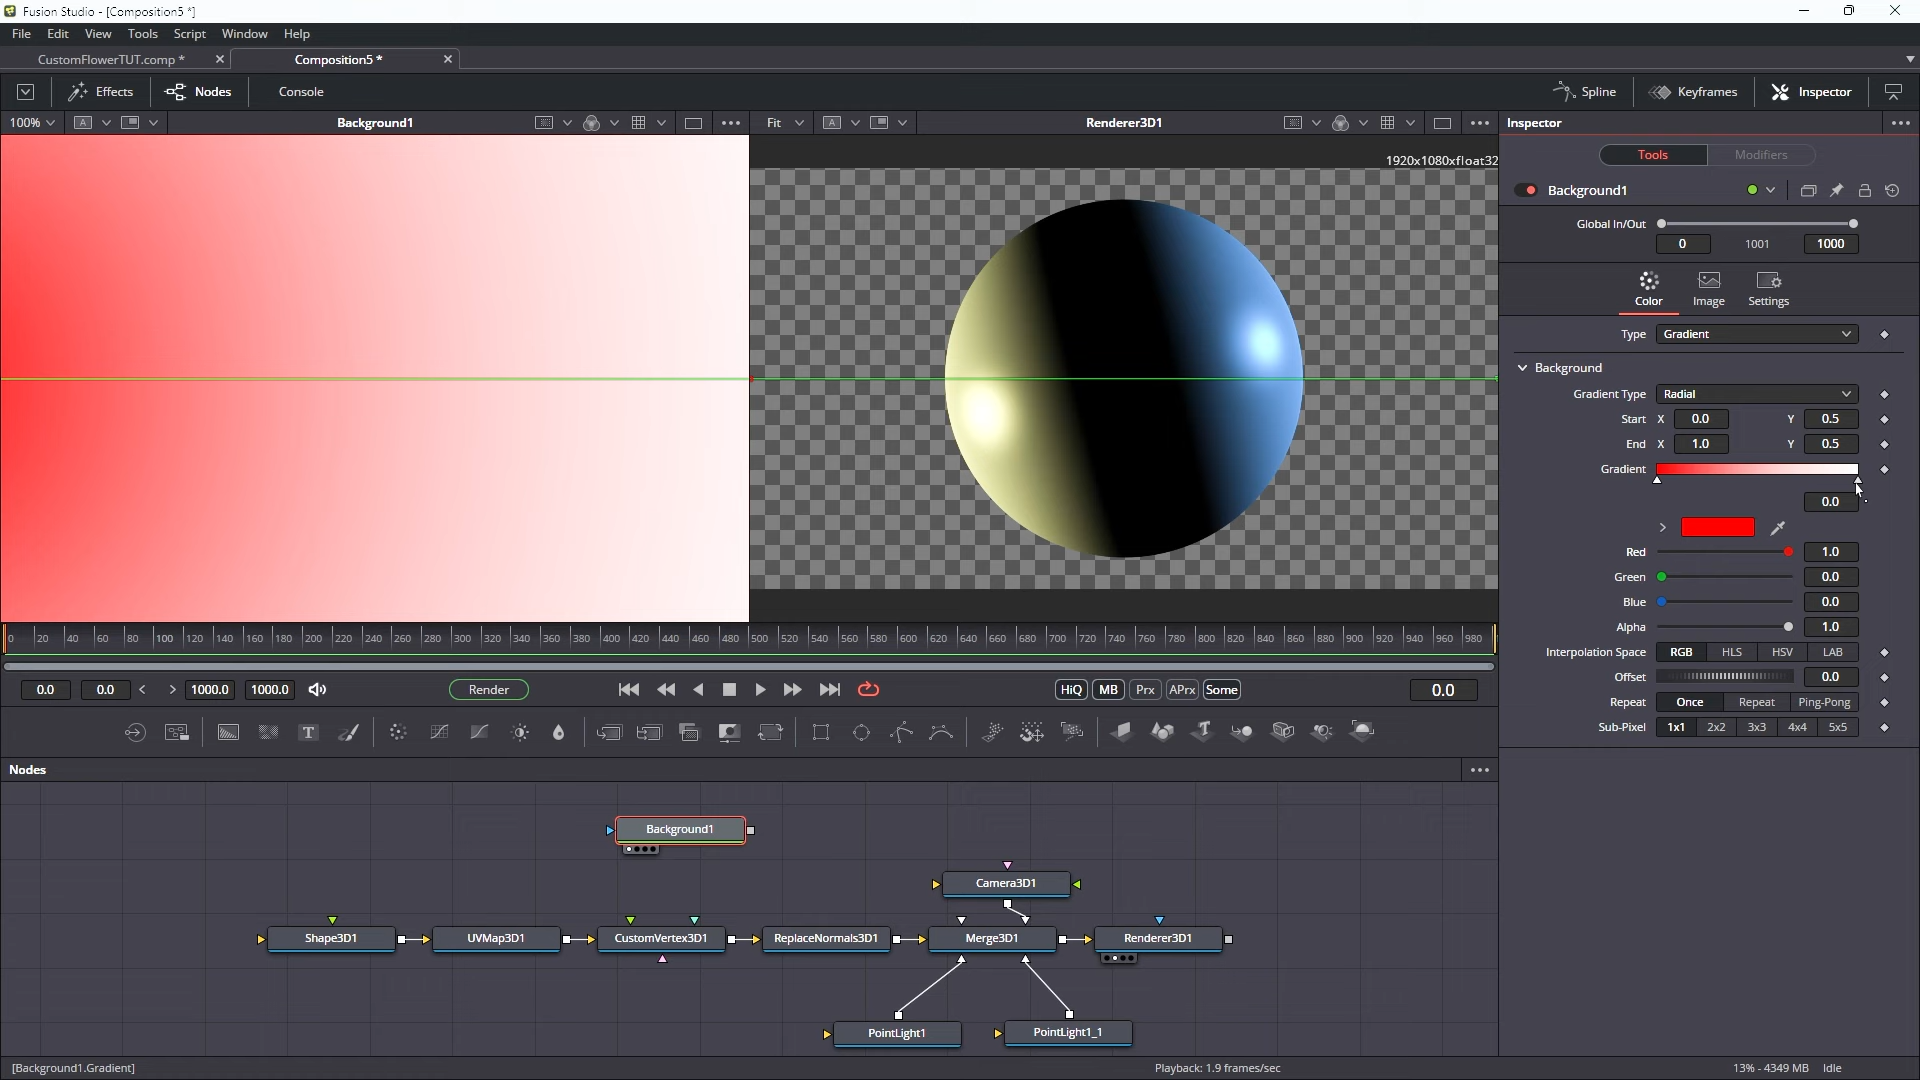 Fusion Studio - [Composition5 *]
File Edit View Tools Script Window Help
CustomFlowerTUT.comp * Composition5 *
Effects Nodes Console Spline Keyframes Inspector
100% A Background1 Fit A Renderer3D1 Inspector
1920x1080xfloat32
Tools Modifiers
Background1
Global In/Out
0 1001 1000
Color Image Settings
Type Gradient
Background
Gradient Type Radial
Start X 0.0 Y 0.5
End X 1.0 Y 0.5
Gradient
0.0
Red 1.0
Green 0.0
Blue 0.0
Alpha 1.0
Interpolation Space RGB HLS HSV LAB
Offset 0.0
Repeat Once Repeat Ping-Pong
Sub-Pixel 1x1 2x2 3x3 4x4 5x5
0 20 40 60 80 100 120 140 160 180 200 220 240 260 280 300 320 340 360 380 400 420 440 460 480 500 520 540 560 580 600 620 640 660 680 700 720 740 760 780 800 820 840 860 880 900 920 940 960 980
0.0 0.0 < > 1000.0 1000.0 Render HiQ MB Prx APrx Some 0.0
Nodes
Background1
Camera3D1
Shape3D1 UVMap3D1 CustomVertex3D1 ReplaceNormals3D1 Merge3D1 Renderer3D1
PointLight1 PointLight1_1
[Background1.Gradient] Playback: 1.9 frames/sec 13% - 4349 MB Idle